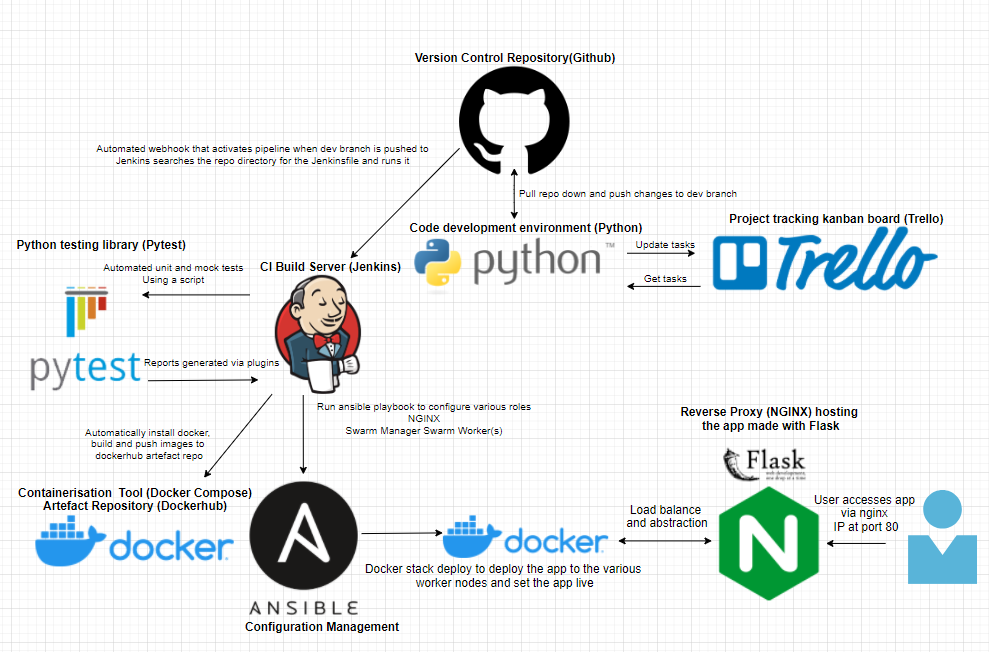 Version Control Repository(Github)
Automated webhook that activates pipeline when dev branch is pushed to
Jenkins searches the repo directory for the Jenkinsfile and runs it
Pull repo down and push changes to dev branch
Code development environment (Python)
python
TM
Update tasks
Get tasks
Project tracking kanban board (Trello)
Trello
Python testing library (Pytest)
Automated unit and mock tests
Using a script
CI Build Server (Jenkins)
pytest
Reports generated via plugins
Run ansible playbook to configure various roles
NGINX
Swarm Manager Swarm Worker(s)
Automatically install docker,
build and push images to
dockerhub artefact repo
Reverse Proxy (NGINX) hosting
the app made with Flask
Flask
web development,
one drop at a time
Containerisation Tool (Docker Compose)
Artefact Repository (Dockerhub)
docker
A
ANSIBLE
Configuration Management
docker
Docker stack deploy to deploy the app to the various
worker nodes and set the app live
Load balance
and abstraction
N
User accesses app
via nginx
IP at port 80